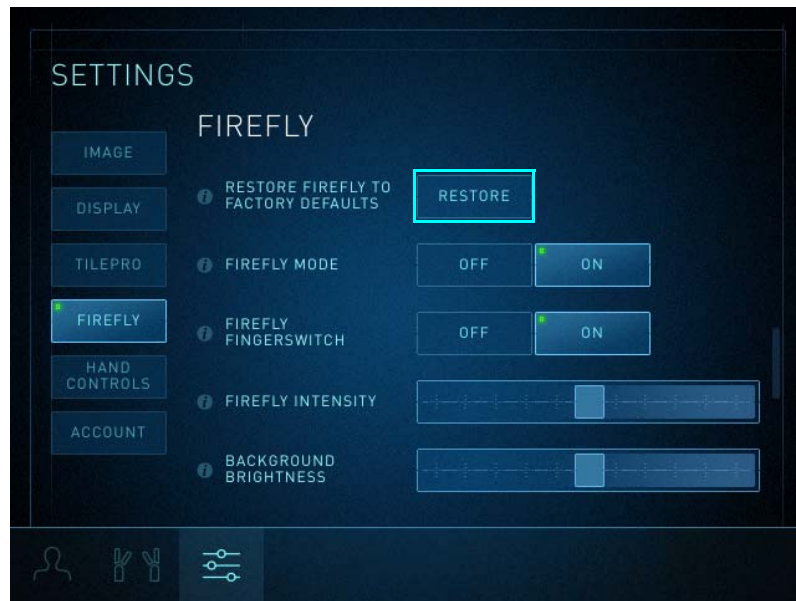 SETTINGS
FIREFLY
IMAGE
DISPLAY
TILEPRO
FIREFLY
HAND
CONTROLS
ACCOUNT
RESTORE FIREFLY TO
FACTORY DEFAULTS
RESTORE
FIREFLY MODE
OFF
ON
FIREFLY
FINGERSWITCH
OFF
ON
FIREFLY INTENSITY
BACKGROUND
BRIGHTNESS